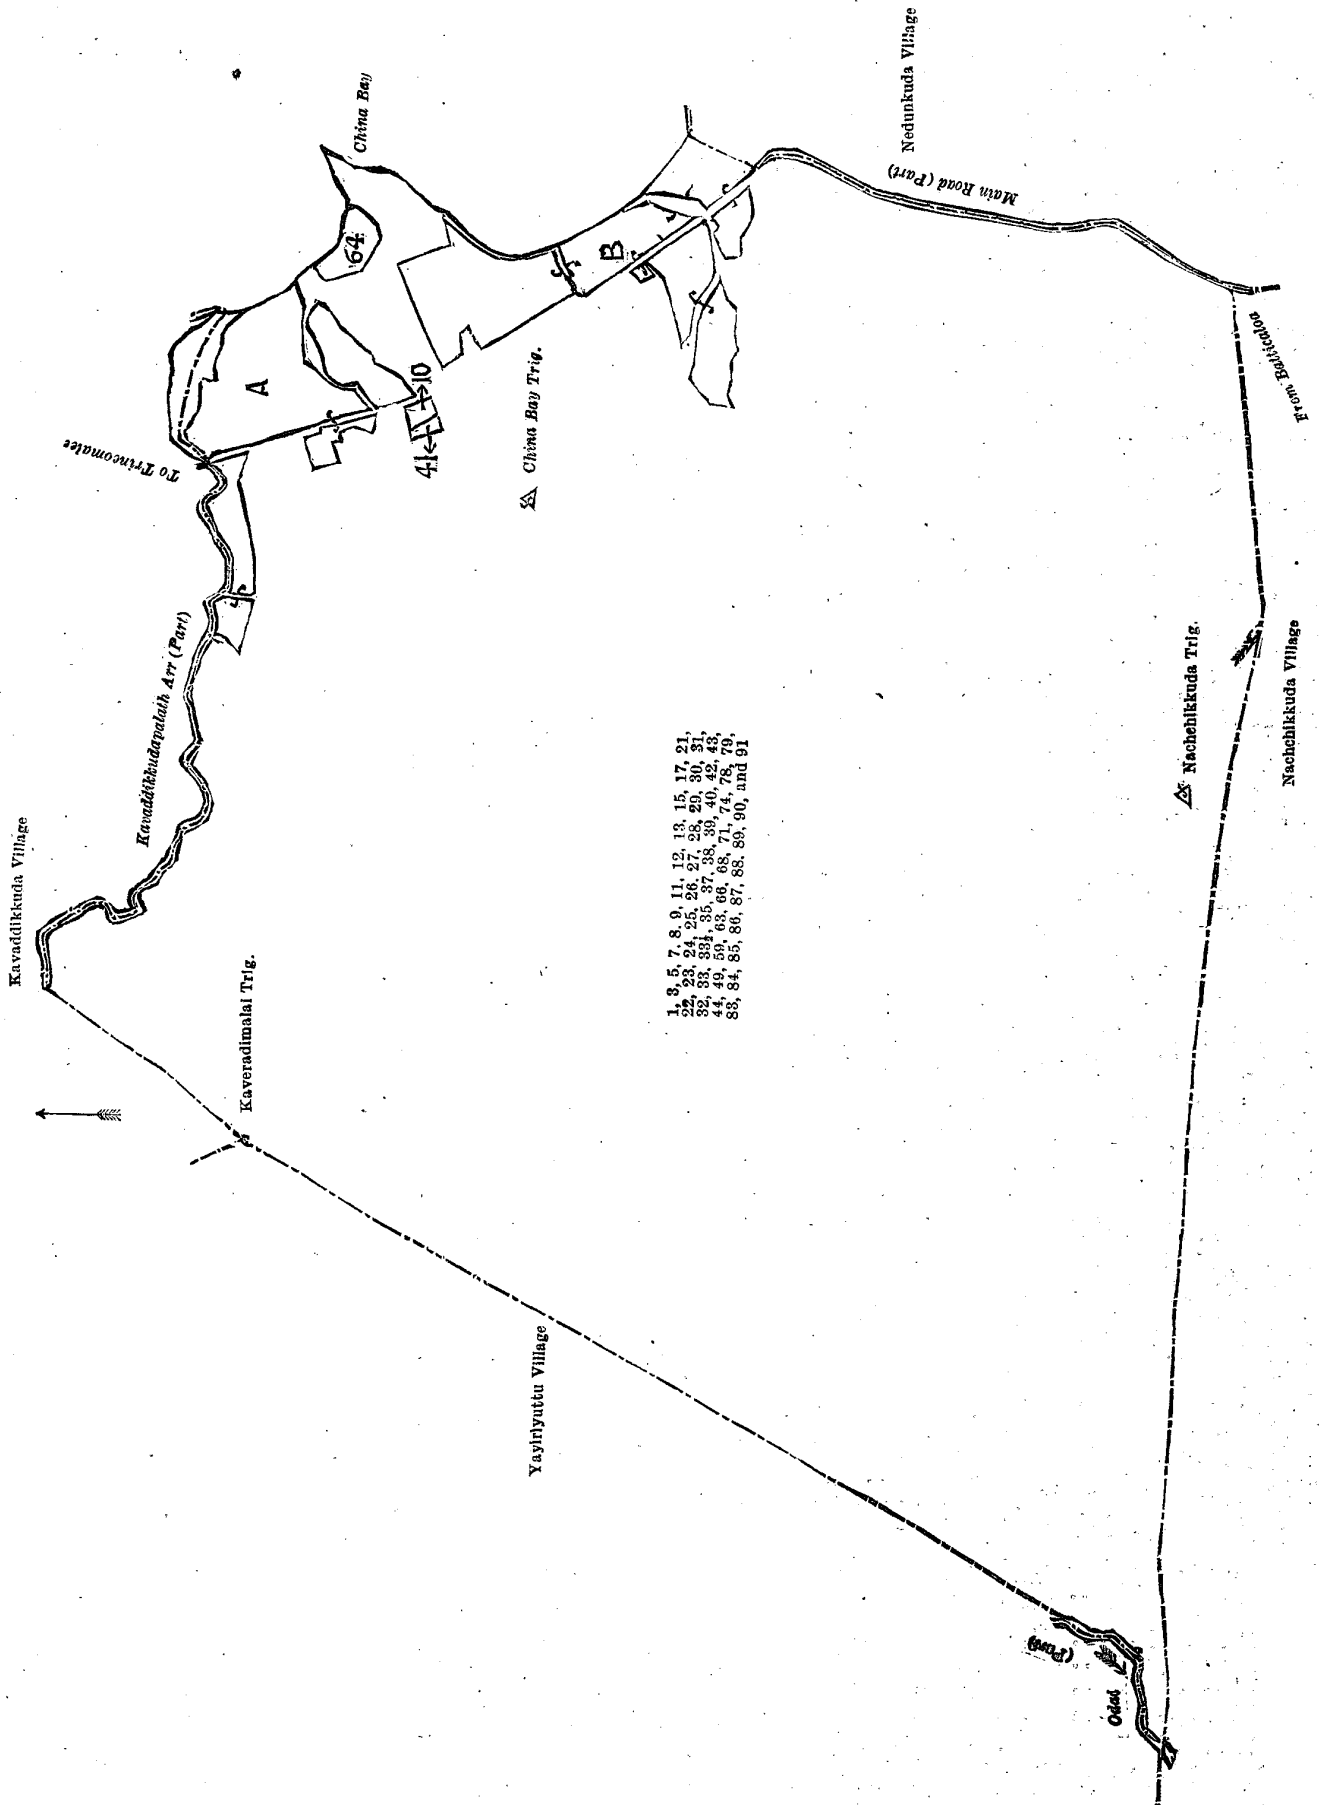 Kavaddikkuda Village
Kavaddikkudapalath Arr (Part)
To Trincomalee
China Bay
Nedunkuda Village
Main Road (Part)
64
A
B
41
10
China Bay Trig.
Kaveradimalai Trig.
Yayiriyuttu Village
1, 3, 5, 7, 8, 9, 11, 12, 13, 15, 17, 21,
22, 23, 24, 25, 26, 27, 28, 29, 30, 31,
32, 33, 33½, 35, 37, 38, 39, 40, 42, 43,
44, 49, 59, 63, 66, 68, 71, 74, 78, 79,
83, 84, 85, 86, 87, 88, 89, 90, and 91
Nachchikkuda Trig.
Nachchikkuda Village
From Batticaloa
Odai
(Part)